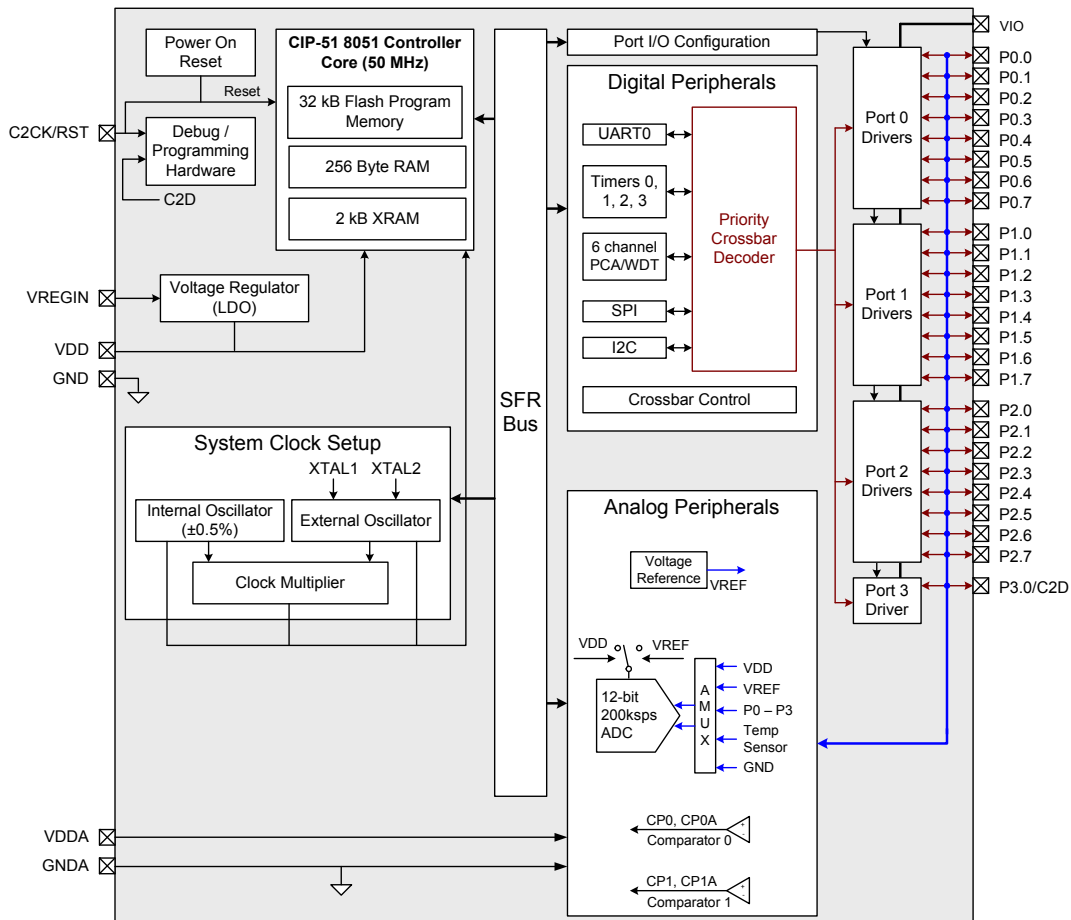 Power On
Reset
Reset
C2CK/RST
Debug /
Programming
Hardware
C2D
CIP-51 8051 Controller
Core (50 MHz)
32 kB Flash Program
Memory
256 Byte RAM
2 kB XRAM
VREGIN
Voltage Regulator
(LDO)
VDD
GND
System Clock Setup
XTAL1
XTAL2
Internal Oscillator
(±0.5%)
External Oscillator
Clock Multiplier
VDDA
GNDA
SFR
Bus
Port I/O Configuration
Digital Peripherals
UART0
Timers 0,
1, 2, 3
6 channel
PCA/WDT
SPI
I2C
Priority
Crossbar
Decoder
Crossbar Control
Analog Peripherals
Voltage
Reference
VREF
VDD
VREF
12-bit
200ksps
ADC
A
M
U
X
VDD
VREF
P0 – P3
Temp
Sensor
GND
CP0, CP0A
Comparator 0
+
-
CP1, CP1A
Comparator 1
+
-
Port 0
Drivers
Port 1
Drivers
Port 2
Drivers
Port 3
Driver
VIO
P0.0
P0.1
P0.2
P0.3
P0.4
P0.5
P0.6
P0.7
P1.0
P1.1
P1.2
P1.3
P1.4
P1.5
P1.6
P1.7
P2.0
P2.1
P2.2
P2.3
P2.4
P2.5
P2.6
P2.7
P3.0/C2D